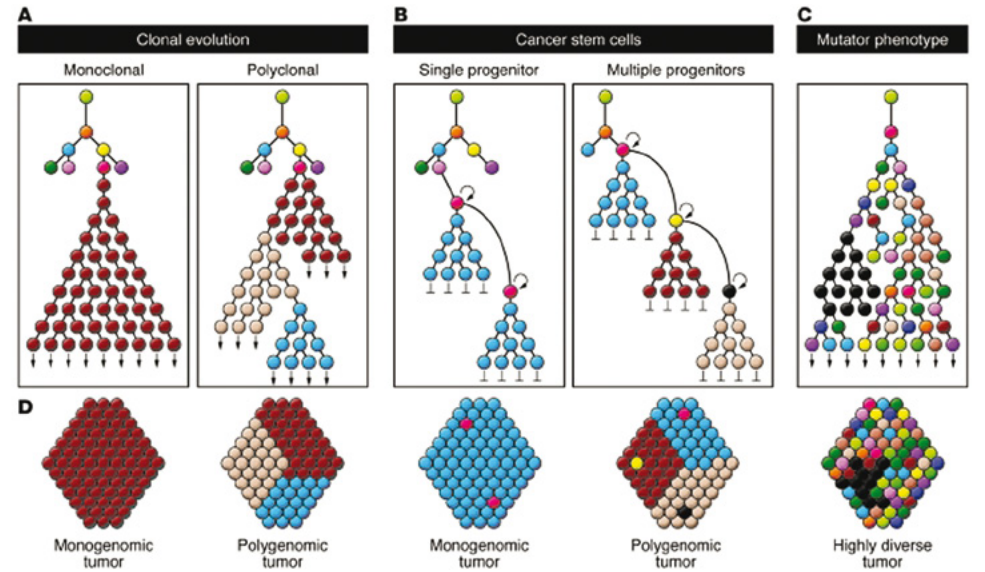 A
B
C
Clonal evolution
Cancer stem cells
Mutator phenotype
Monoclonal
Polyclonal
Single progenitor
Multiple progenitors
D
Monogenomic
tumor
Polygenomic
tumor
Monogenomic
tumor
Polygenomic
tumor
Highly diverse
tumor